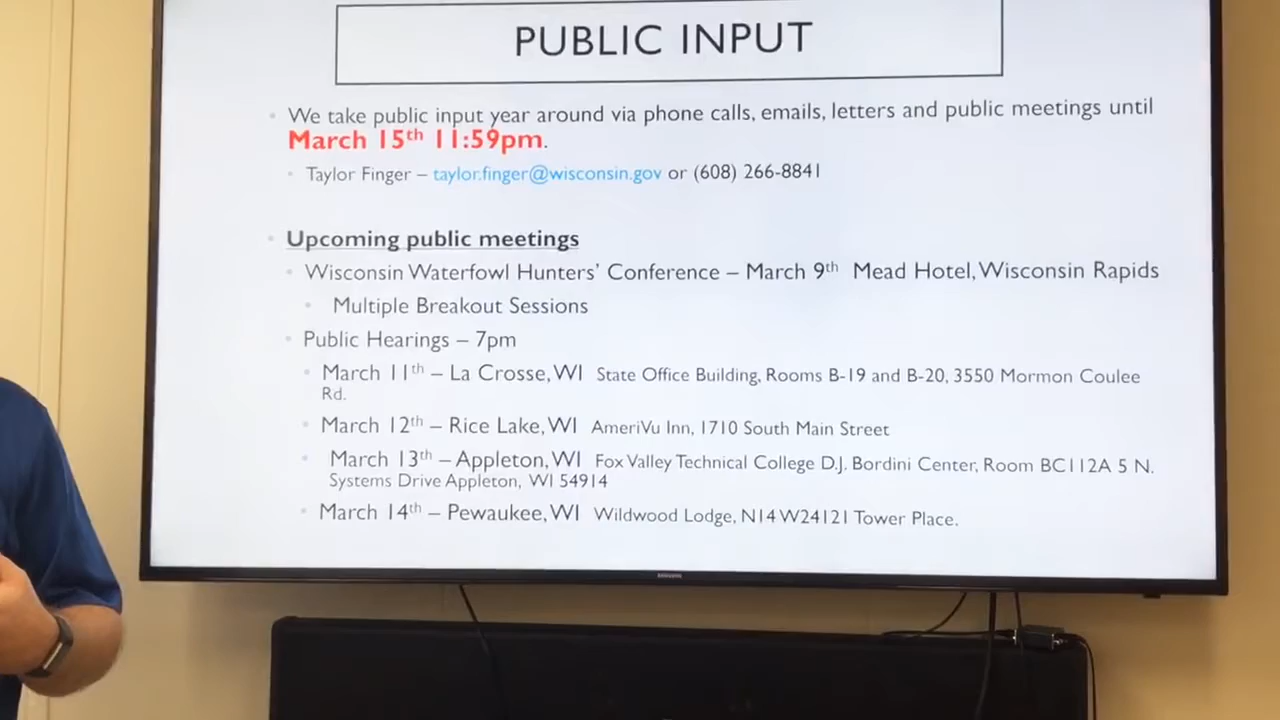 PUBLIC INPUT
We take public input year around via phone calls, emails, letters and public meetings until
March 15th 11:59pm.
Taylor Finger – taylor.finger@wisconsin.gov or (608) 266-8841
Upcoming public meetings
Wisconsin Waterfowl Hunters' Conference – March 9th Mead Hotel, Wisconsin Rapids
Multiple Breakout Sessions
Public Hearings – 7pm
March 11th – La Crosse, WI State Office Building, Rooms B-19 and B-20, 3550 Mormon Coulee
Rd.
March 12th – Rice Lake, WI AmeriVu Inn, 1710 South Main Street
March 13th – Appleton, WI Fox Valley Technical College D.J. Bordini Center, Room BC112A 5 N.
Systems Drive Appleton, WI 54914
March 14th – Pewaukee, WI Wildwood Lodge, N14 W24121 Tower Place.
SAMSUNG